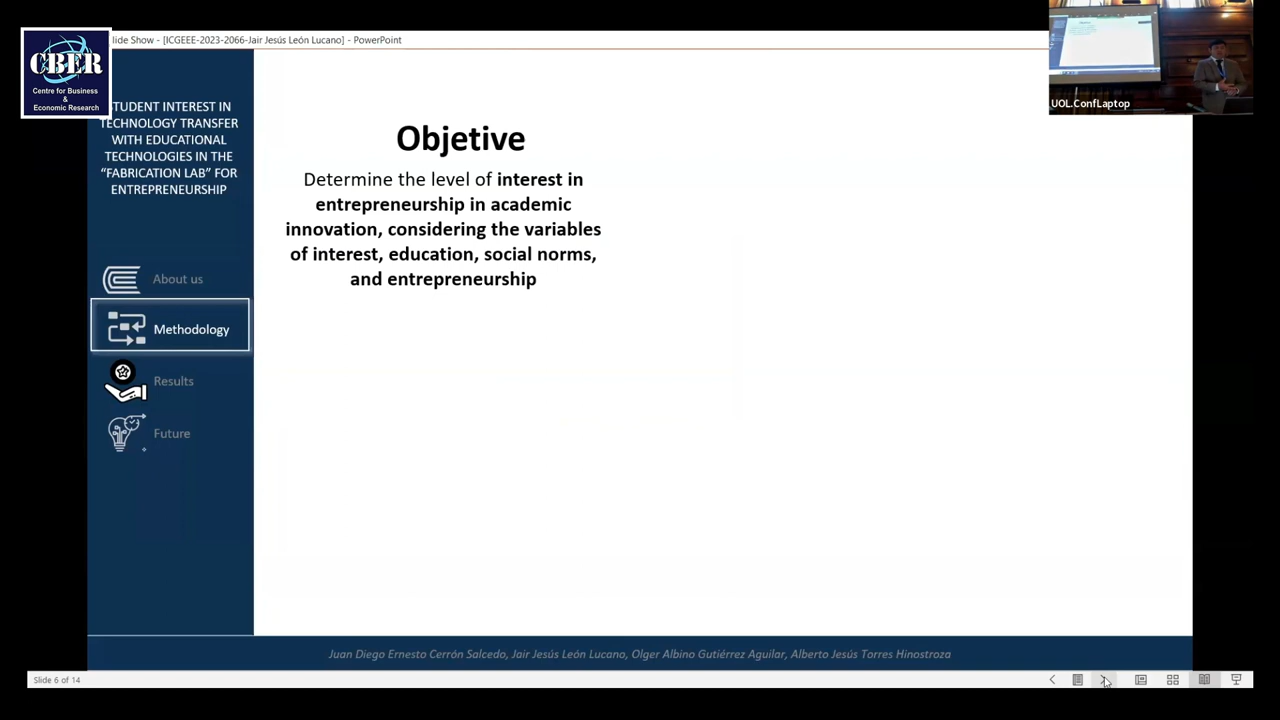 lide Show - [ICGEEE-2023-2066-Jair Jesús León Lucano] - PowerPoint
CBER
Centre for Business
&
Economic Research
STUDENT INTEREST IN
TECHNOLOGY TRANSFER
WITH EDUCATIONAL
TECHNOLOGIES IN THE
“FABRICATION LAB” FOR
ENTREPRENEURSHIP
About us
Methodology
Results
Future
Objetive
Determine the level of interest in
entrepreneurship in academic
innovation, considering the variables
of interest, education, social norms,
and entrepreneurship
UOL.ConfLaptop
Juan Diego Ernesto Cerrón Salcedo, Jair Jesús León Lucano, Olger Albino Gutiérrez Aguilar, Alberto Jesús Torres Hinostroza
Slide 6 of 14